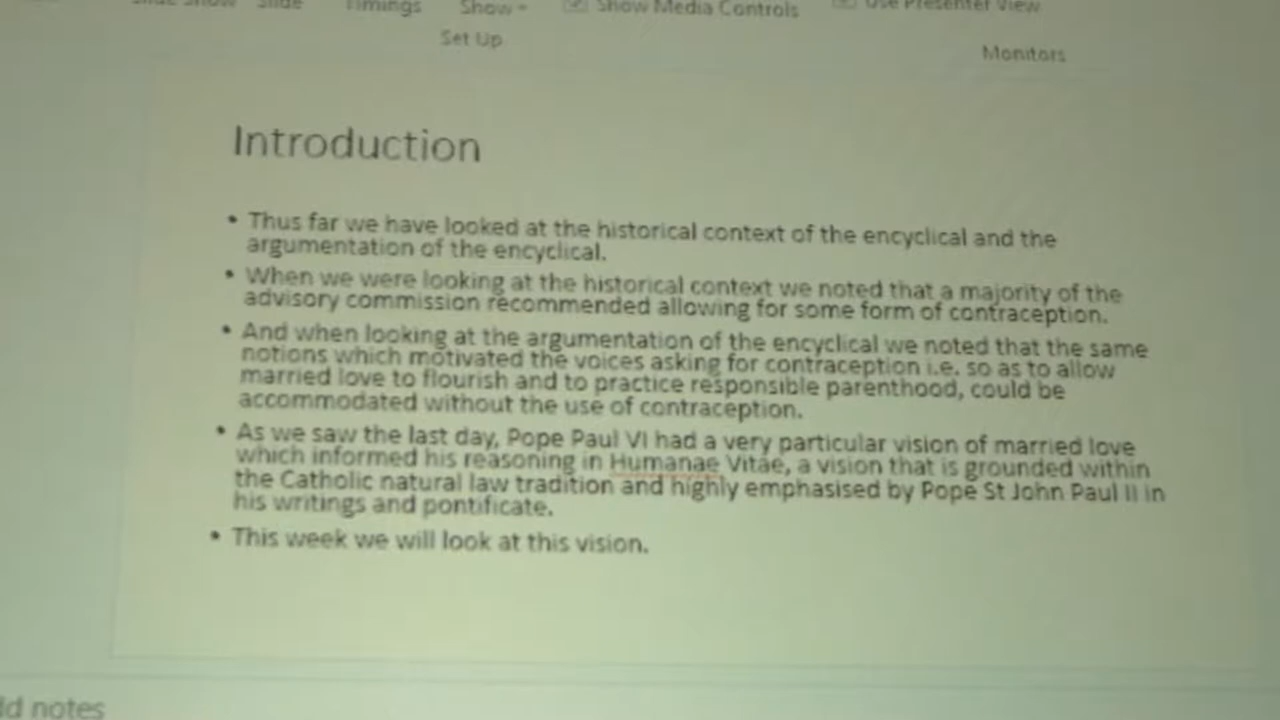 Slide Show Slide Timings Show Show Media Controls Use Presenter View
Set Up
Monitors
Introduction
• Thus far we have looked at the historical context of the encyclical and the
argumentation of the encyclical.
• When we were looking at the historical context we noted that a majority of the
advisory commission recommended allowing for some form of contraception.
• And when looking at the argumentation of the encyclical we noted that the same
notions which motivated the voices asking for contraception i.e. so as to allow
married love to flourish and to practice responsible parenthood, could be
accommodated without the use of contraception.
• As we saw the last day, Pope Paul VI had a very particular vision of married love
which informed his reasoning in Humanae Vitae, a vision that is grounded within
the Catholic natural law tradition and highly emphasised by Pope St John Paul II in
his writings and pontificate.
• This week we will look at this vision.
dd notes